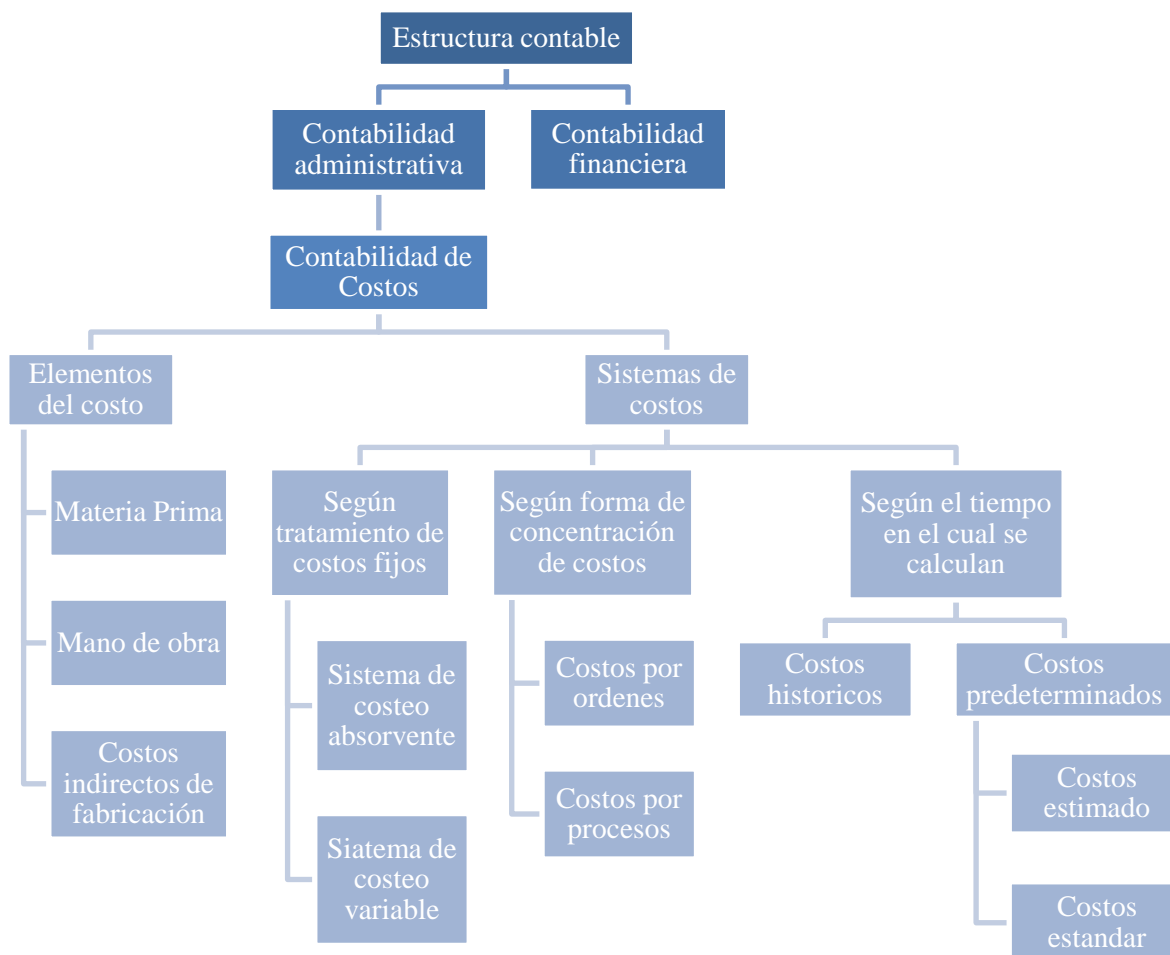 Estructura contable
Contabilidad
administrativa
Contabilidad
financiera
Contabilidad de
Costos
Elementos
del costo
Materia Prima
Mano de obra
Costos
indirectos de
fabricación
Sistemas de
costos
Según
tratamiento de
costos fijos
Sistema de
costeo
absorvente
Siatema de
costeo
variable
Según forma de
concentración
de costos
Costos por
ordenes
Costos por
procesos
Según el tiempo
en el cual se
calculan
Costos
historicos
Costos
predeterminados
Costos
estimado
Costos
estandar